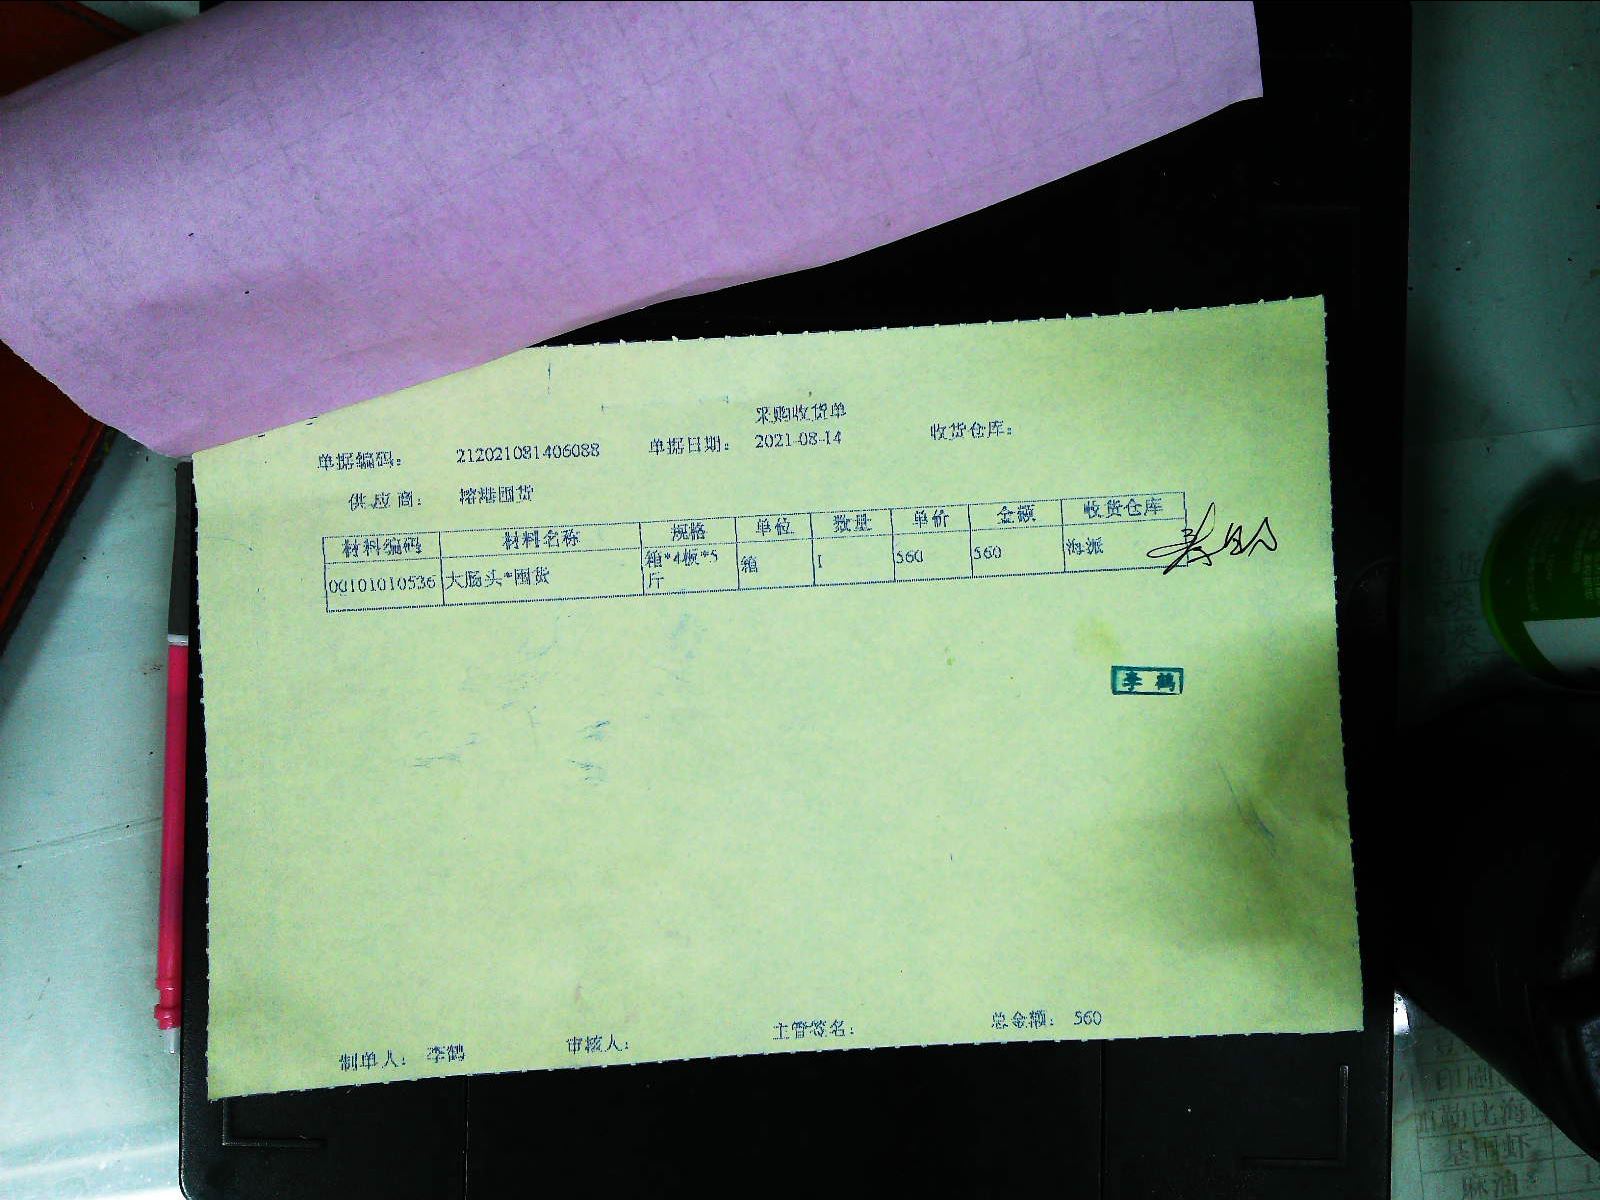 采购收货单
单据编码： 212021081406088 单据日期： 2021-08-14 收货仓库：
供应商： 榕港囤货
材料编码 材料名称 规格 单位 数量 单价 金额 收货仓库
00101010536 大肠头*囤货 箱*4板*5斤 箱 1 560 560 海派
李鹤
制单人： 李鹤 审核人： 主管签名： 总金额： 560